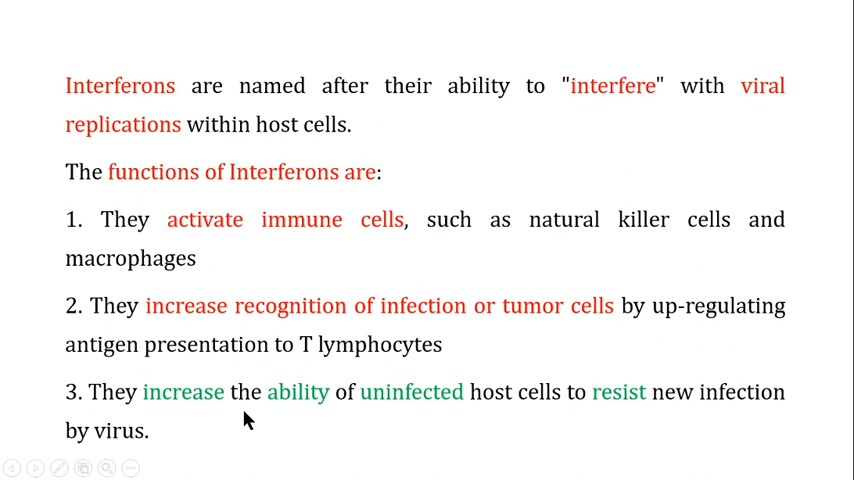 Interferons are named after their ability to "interfere" with viral
replications within host cells.
The functions of Interferons are:
1. They activate immune cells, such as natural killer cells and
macrophages
2. They increase recognition of infection or tumor cells by up-regulating
antigen presentation to T lymphocytes
3. They increase the ability of uninfected host cells to resist new infection
by virus.